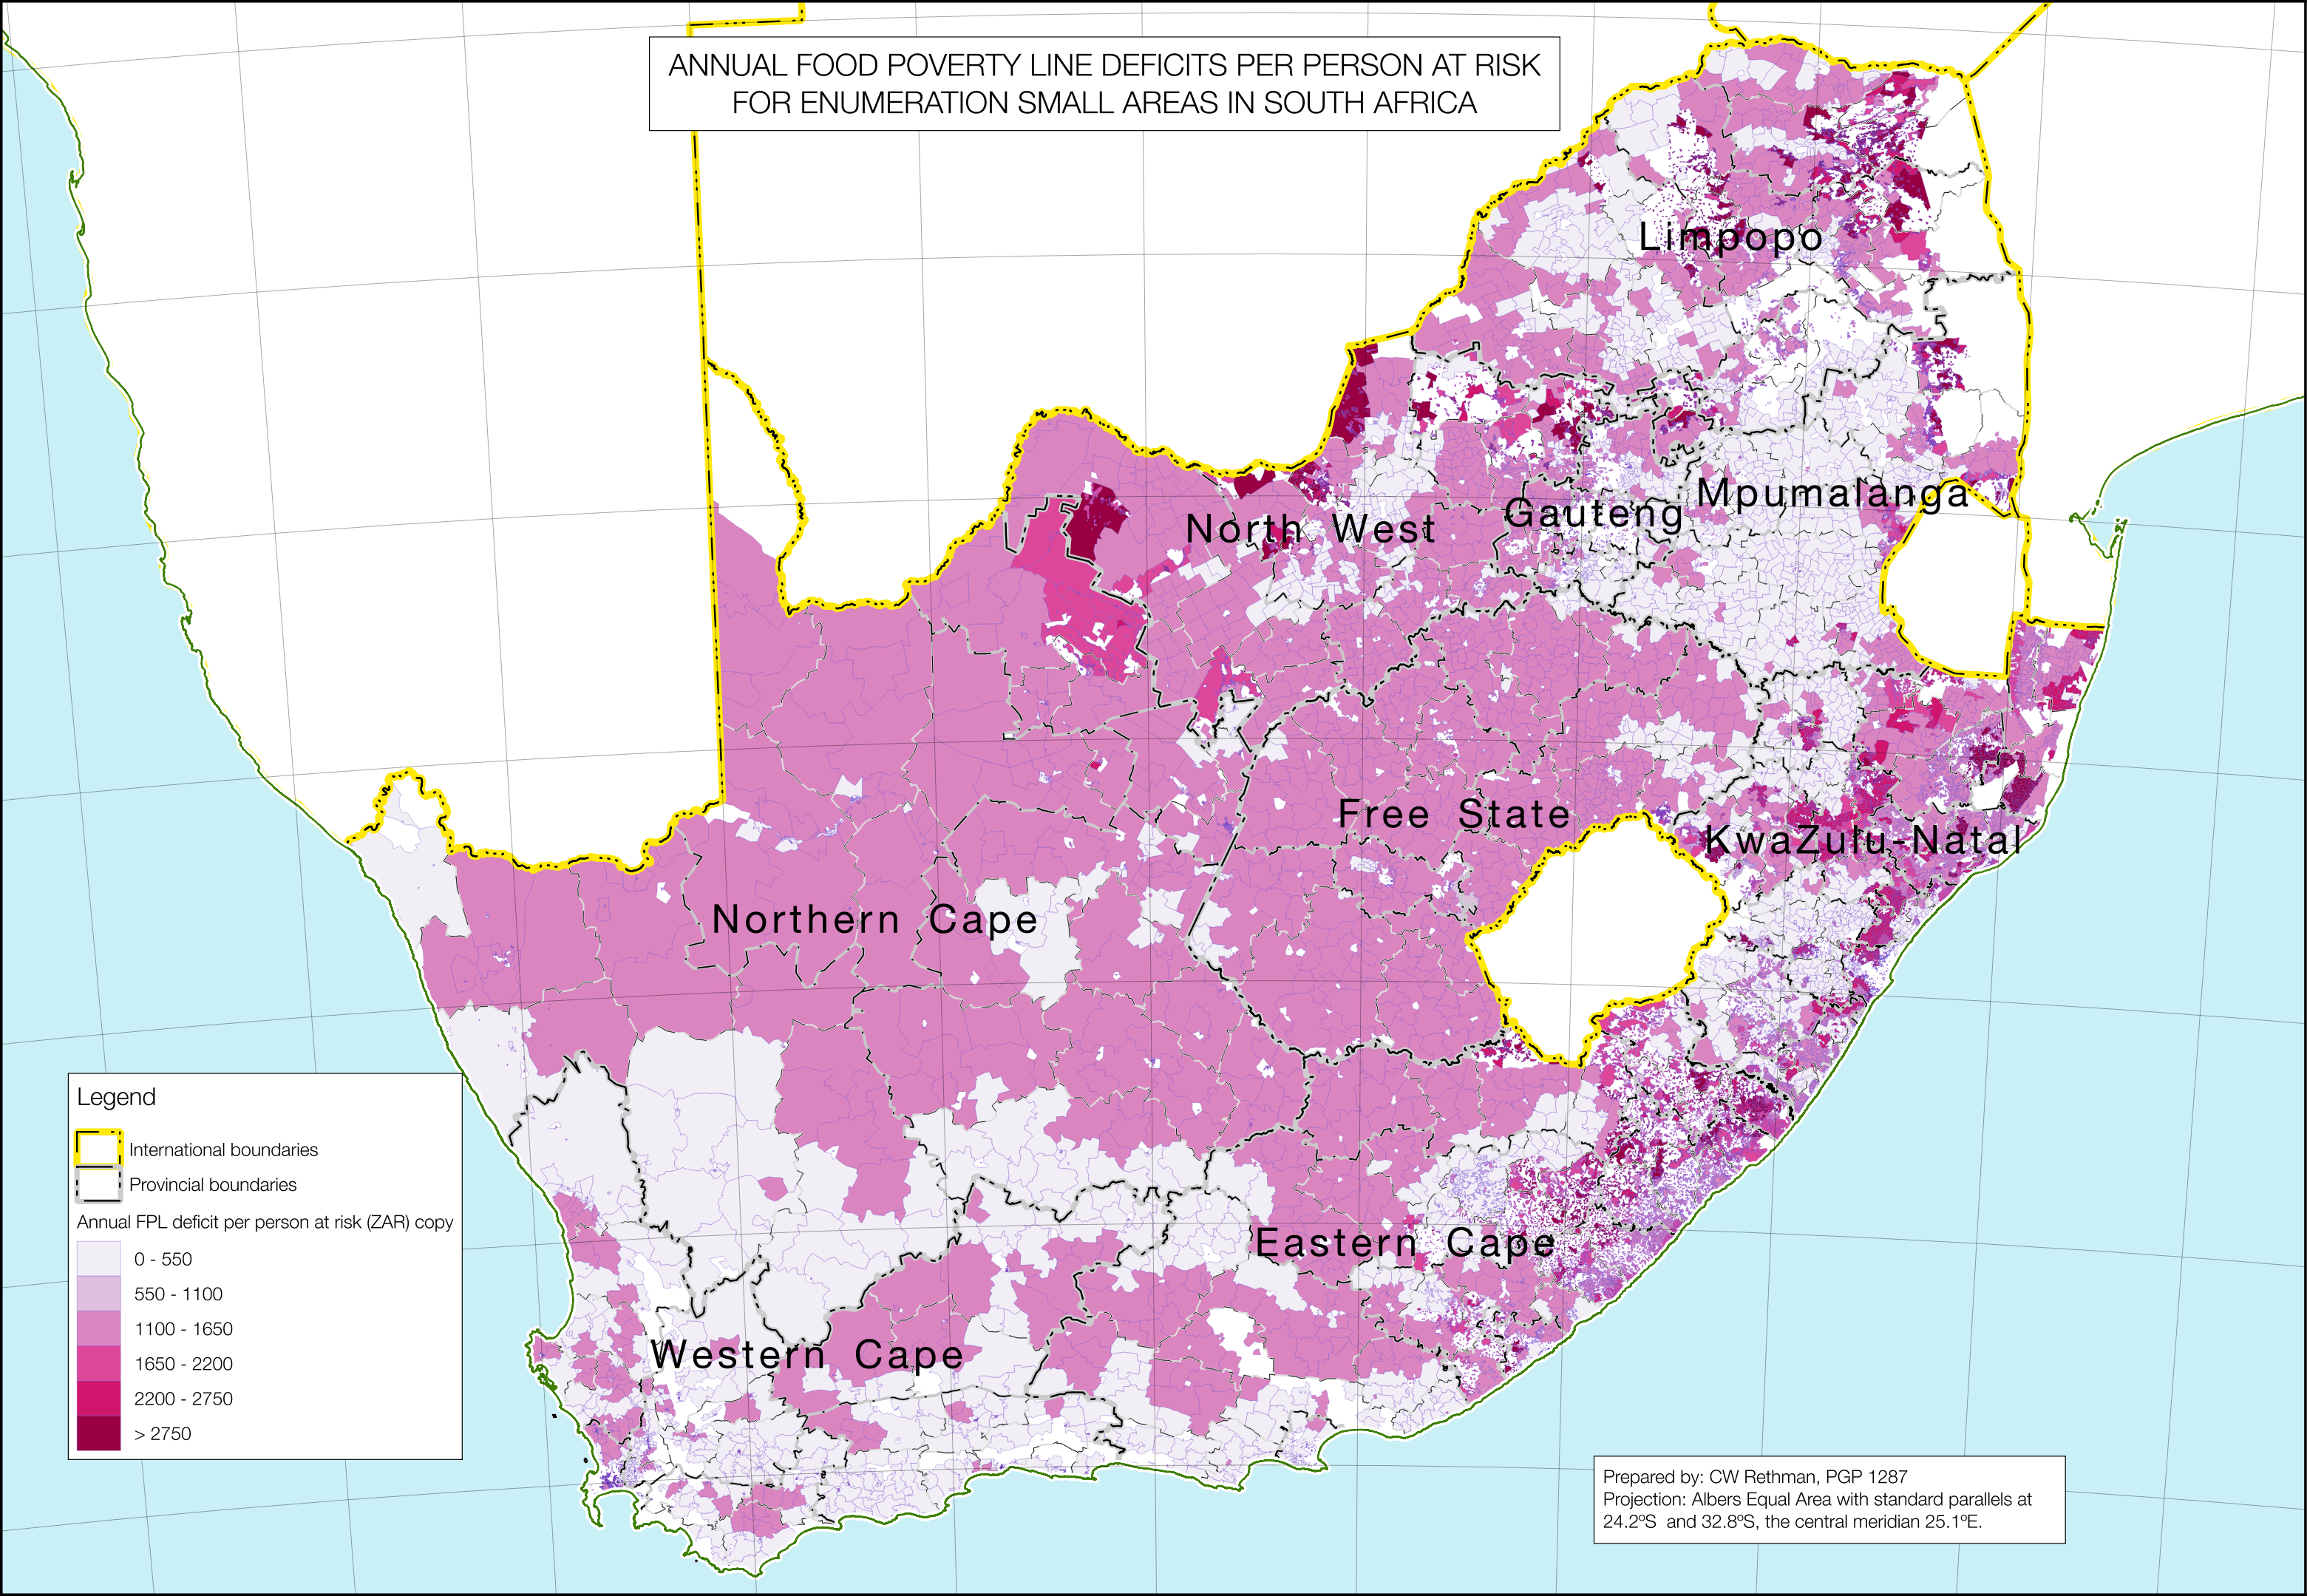 ANNUAL FOOD POVERTY LINE DEFICITS PER PERSON AT RISK
FOR ENUMERATION SMALL AREAS IN SOUTH AFRICA
Limpopo
Mpumalanga
Gauteng
North West
Free State
KwaZulu-Natal
Northern Cape
Eastern Cape
Western Cape
Legend
International boundaries
Provincial boundaries
Annual FPL deficit per person at risk (ZAR) copy
0 - 550
550 - 1100
1100 - 1650
1650 - 2200
2200 - 2750
> 2750
Prepared by: CW Rethman, PGP 1287
Projection: Albers Equal Area with standard parallels at
24.2ºS and 32.8ºS, the central meridian 25.1ºE.